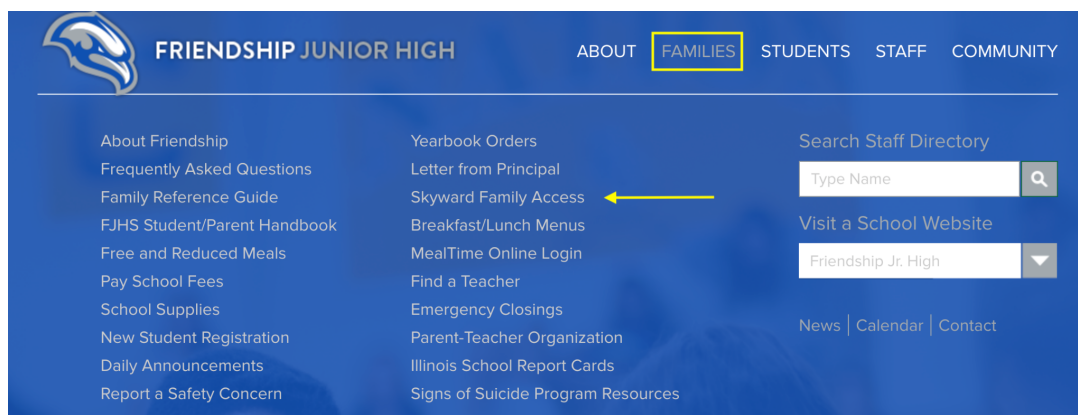 FRIENDSHIP JUNIOR HIGH
ABOUT FAMILIES STUDENTS STAFF COMMUNITY
About Friendship
Frequently Asked Questions
Family Reference Guide
FJHS Student/Parent Handbook
Free and Reduced Meals
Pay School Fees
School Supplies
New Student Registration
Daily Announcements
Report a Safety Concern
Yearbook Orders
Letter from Principal
Skyward Family Access
Breakfast/Lunch Menus
MealTime Online Login
Find a Teacher
Emergency Closings
Parent-Teacher Organization
Illinois School Report Cards
Signs of Suicide Program Resources
Search Staff Directory
Type Name
Visit a School Website
Friendship Jr. High
News | Calendar | Contact